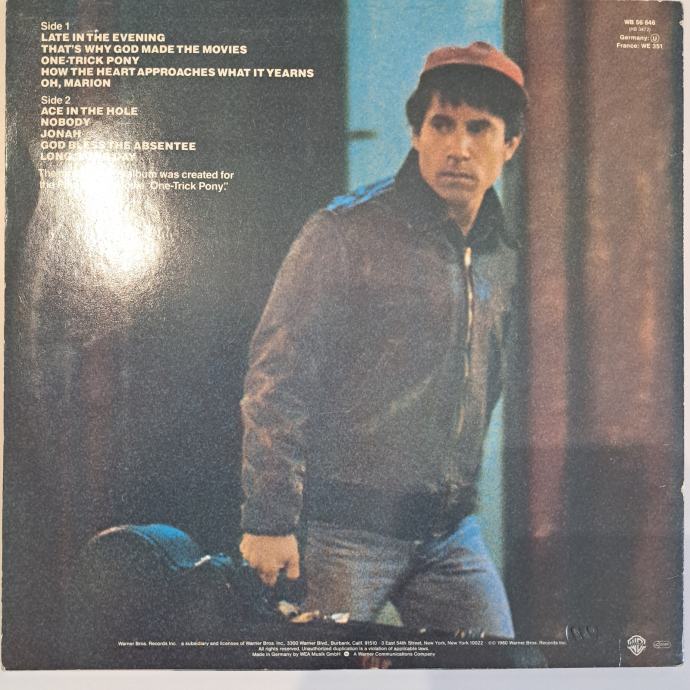 Side 1
LATE IN THE EVENING
THAT'S WHY GOD MADE THE MOVIES
ONE-TRICK PONY
HOW THE HEART APPROACHES WHAT IT YEARNS
OH, MARION
Side 2
ACE IN THE HOLE
NOBODY
JONAH
GOD BLESS THE ABSENTEE
LONG, DAY
The album was created for
the "One-Trick Pony."
WB 56 846
Germany: U
France: WE 351
Warner Bros. Records Inc. a subsidiary and licensee of Warner Bros. Inc., 3300 Warner Blvd., Burbank, Calif. 91510 · 3 East 54th Street, New York, New York 10022 · ©℗ 1980 Warner Bros. Records Inc.
All rights reserved. Unauthorized duplication is a violation of applicable laws.
Made in Germany by WEA Musik GmbH A Warner Communications Company